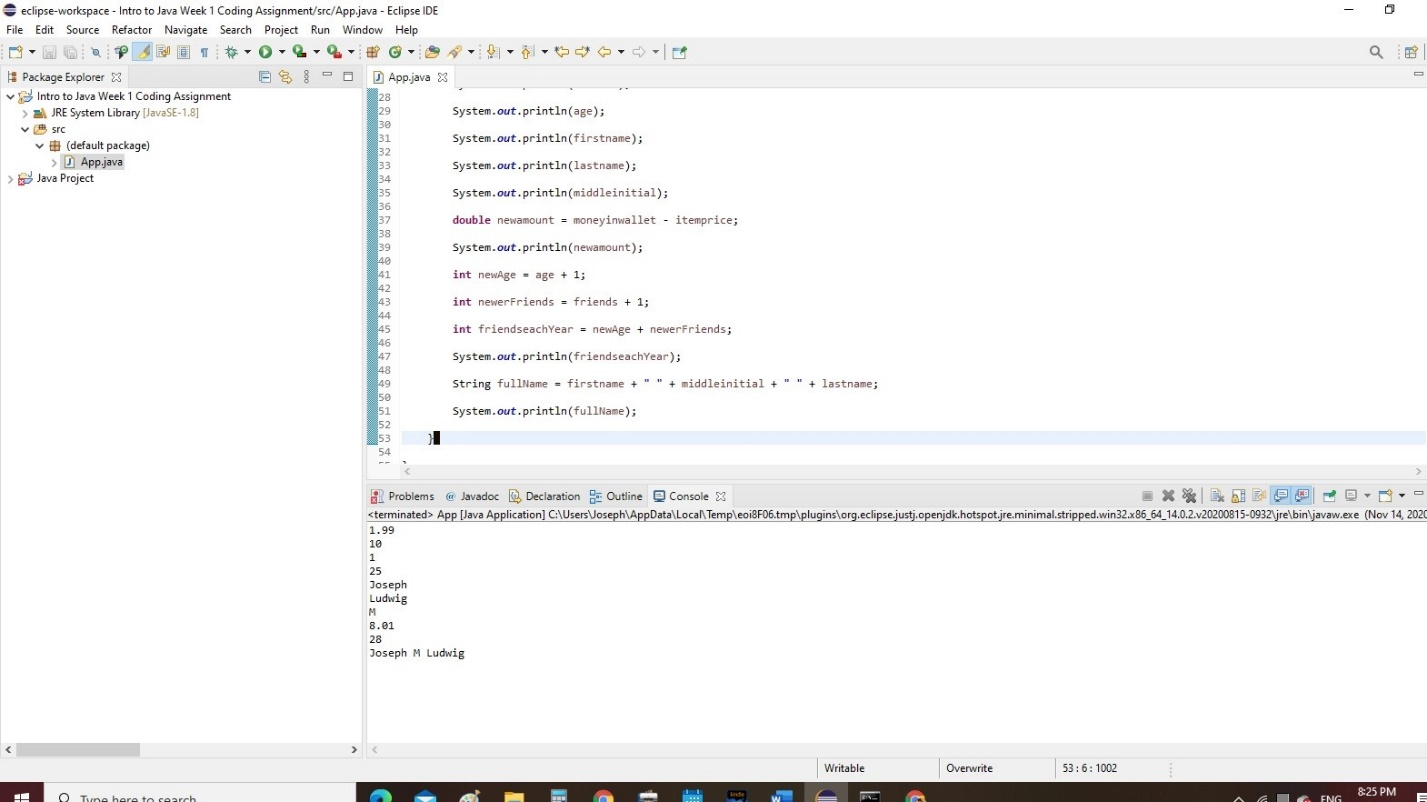 eclipse-workspace - Intro to Java Week 1 Coding Assignment/src/App.java - Eclipse IDE
File Edit Source Refactor Navigate Search Project Run Window Help
Package Explorer
App.java
Intro to Java Week 1 Coding Assignment
JRE System Library [JavaSE-1.8]
src
(default package)
App.java
Java Project
28
29 System.out.println(age);
30
31 System.out.println(firstname);
32
33 System.out.println(lastname);
34
35 System.out.println(middleinitial);
36
37 double newamount = moneyinwallet - itemprice;
38
39 System.out.println(newamount);
40
41 int newAge = age + 1;
42
43 int newerFriends = friends + 1;
44
45 int friendseachYear = newAge + newerFriends;
46
47 System.out.println(friendseachYear);
48
49 String fullName = firstname + " " + middleinitial + " " + lastname;
50
51 System.out.println(fullName);
52
53 }
54
Problems @ Javadoc Declaration Outline Console
<terminated> App [Java Application] C:\Users\Joseph\AppData\Local\Temp\eoi8F06.tmp\plugins\org.eclipse.justj.openjdk.hotspot.jre.minimal.stripped.win32.x86_64_14.0.2.v20200815-0932\jre\bin\javaw.exe (Nov 14, 2020
1.99
10
1
25
Joseph
Ludwig
M
8.01
28
Joseph M Ludwig
Writable Overwrite 53 : 6 : 1002
Type here to search
ENG
8:25 PM